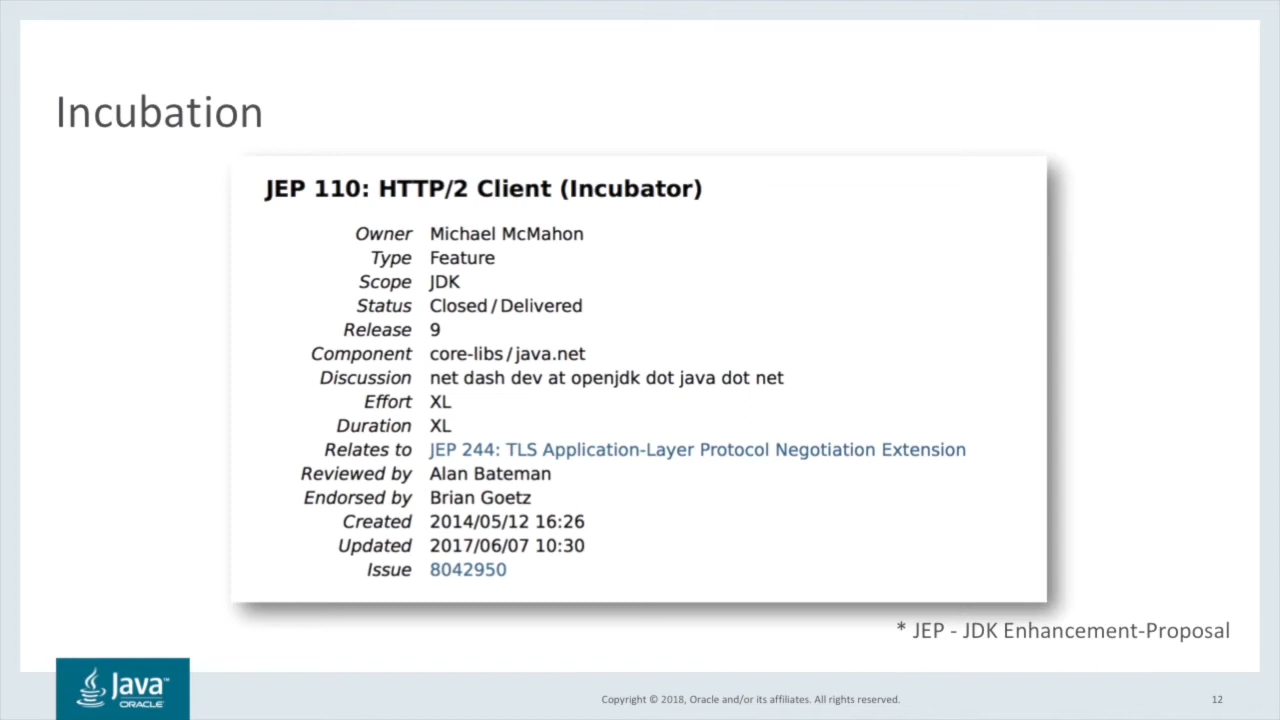 Incubation
JEP 110: HTTP/2 Client (Incubator)
Owner Michael McMahon
Type Feature
Scope JDK
Status Closed / Delivered
Release 9
Component core-libs / java.net
Discussion net dash dev at openjdk dot java dot net
Effort XL
Duration XL
Relates to JEP 244: TLS Application-Layer Protocol Negotiation Extension
Reviewed by Alan Bateman
Endorsed by Brian Goetz
Created 2014/05/12 16:26
Updated 2017/06/07 10:30
Issue 8042950
* JEP - JDK Enhancement-Proposal
Java™
ORACLE
Copyright © 2018, Oracle and/or its affiliates. All rights reserved. 12